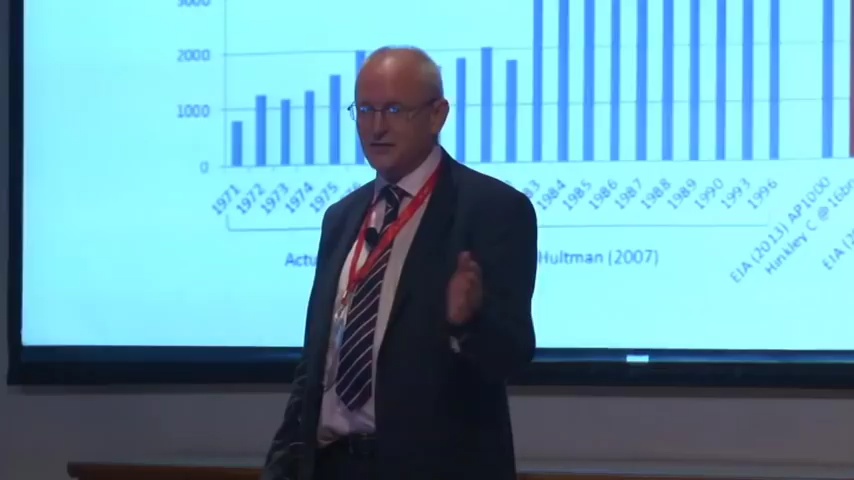 3000
2000
1000
0
1971 1972 1973 1974 1975 1984 1985 1986 1987 1988 1989 1990 1993 1996
EIA (2013) AP1000
Hinkley C @ 16bn
Hultman (2007)